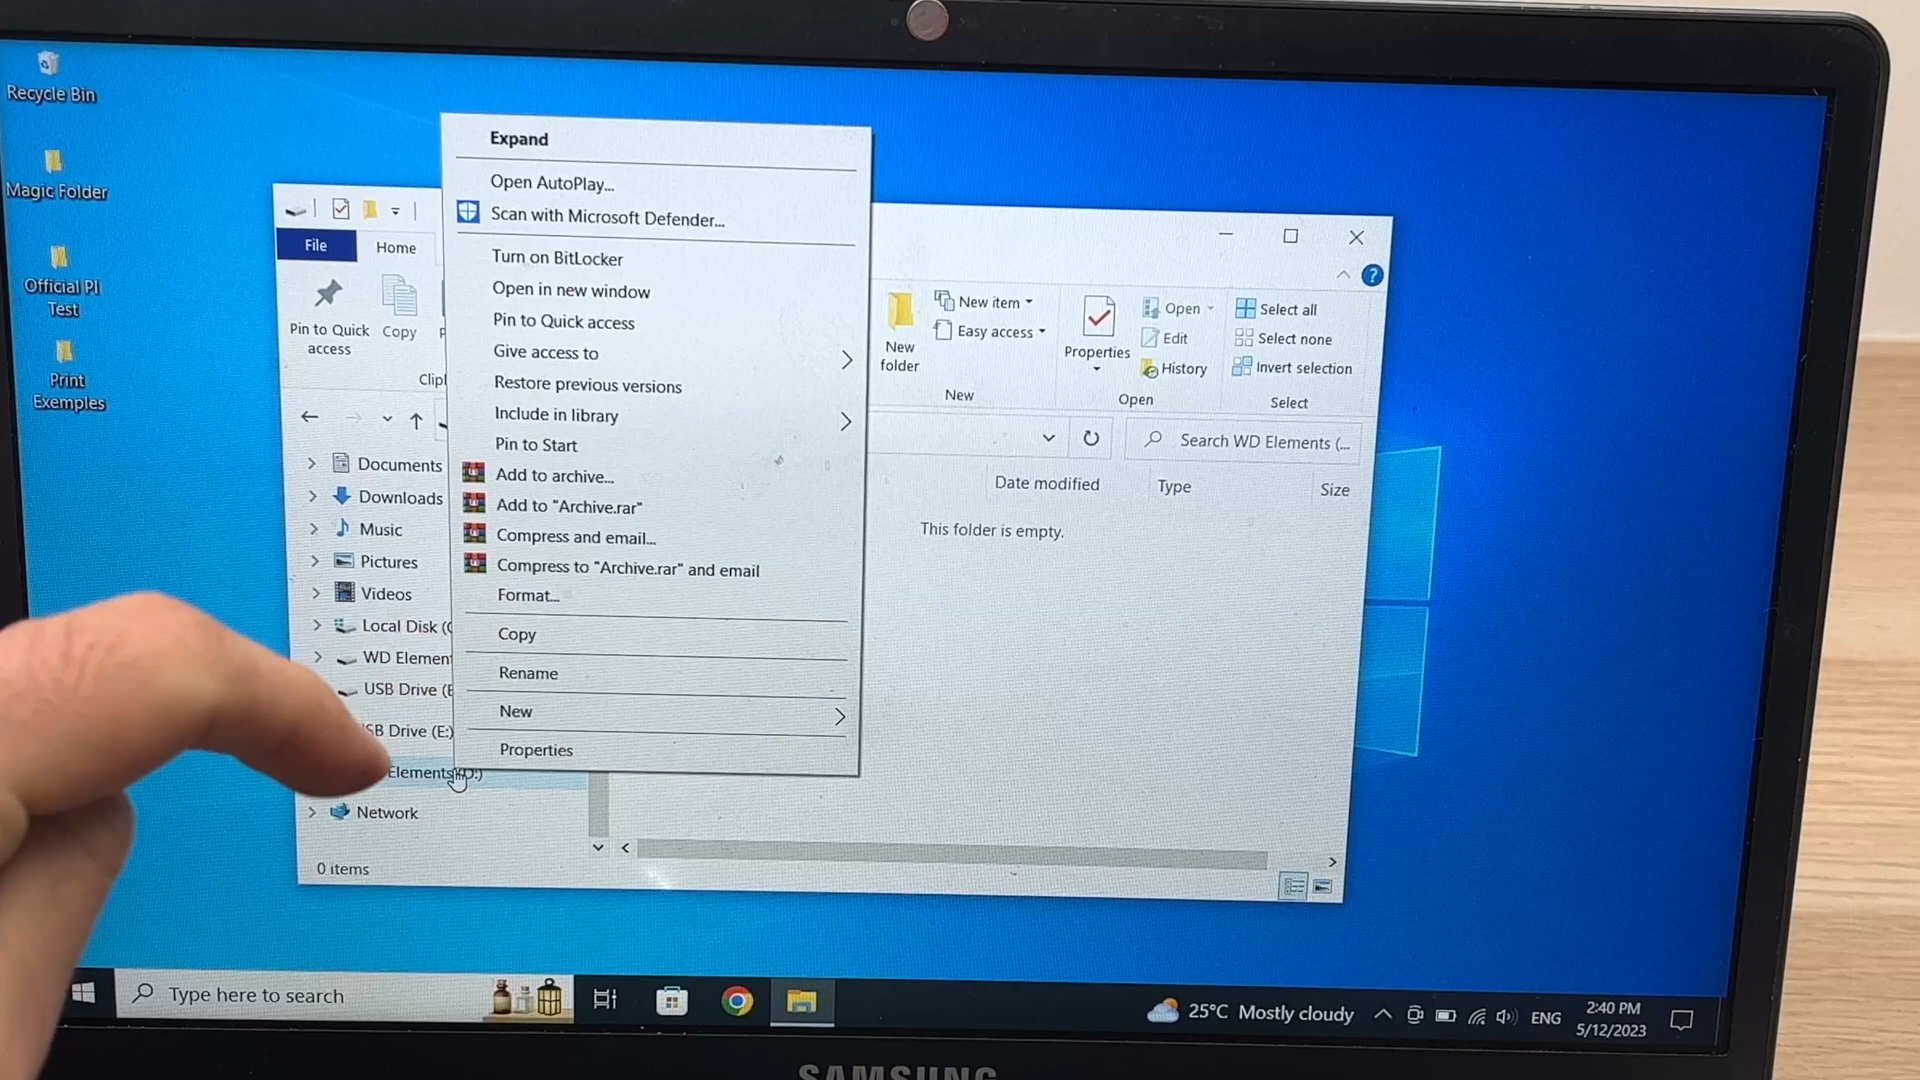 Recycle Bin
Magic Folder
Official PI
Test
Print
Exemples
Expand
Open AutoPlay...
Scan with Microsoft Defender...
Turn on BitLocker
Open in new window
Pin to Quick access
Give access to
Restore previous versions
Include in library
Pin to Start
Add to archive...
Add to "Archive.rar"
Compress and email...
Compress to "Archive.rar" and email
Format...
Copy
Rename
New
Properties
File
Home
Pin to Quick
access
Copy
New
folder
New item
Easy access
New
Properties
Open
Edit
History
Open
Select all
Select none
Invert selection
Select
Search WD Elements (...
Date modified
Type
Size
This folder is empty.
Documents
Downloads
Music
Pictures
Videos
Local Disk (
WD Elemen
USB Drive (E
SB Drive (E:)
Elements (D:)
Network
0 items
Type here to search
25°C Mostly cloudy
ENG
2:40 PM
5/12/2023
SAMSUNG